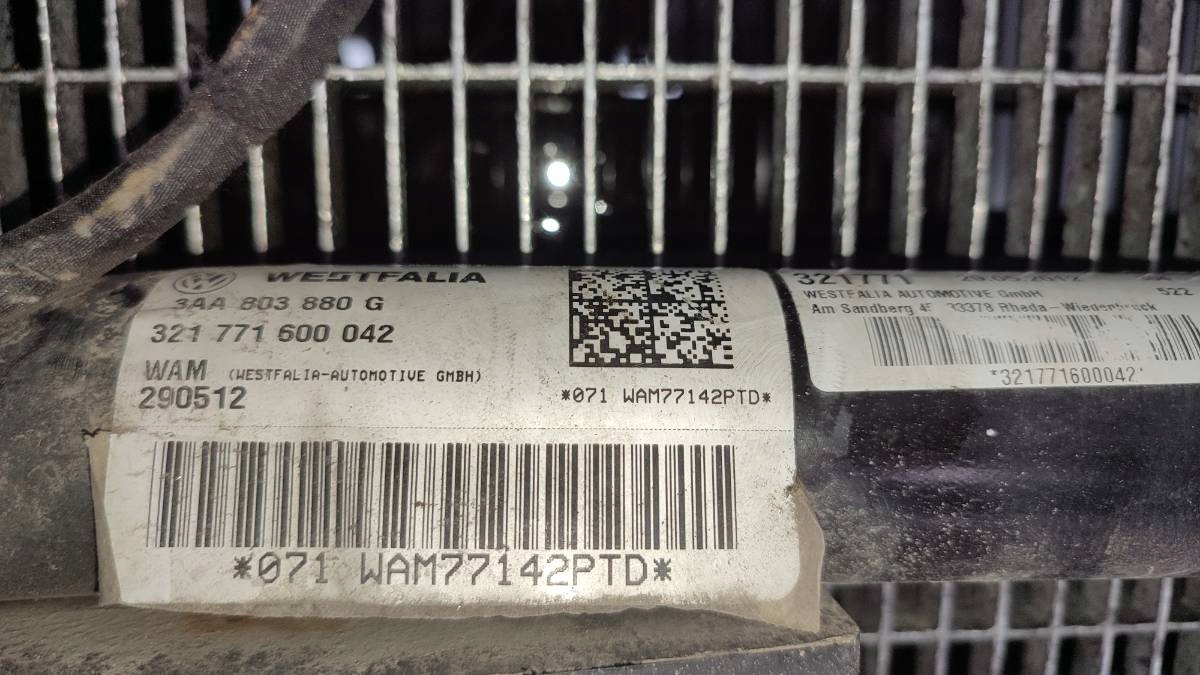 WESTFALIA
3AA 803 880 G
321 771 600 042
WAM (WESTFALIA-AUTOMOTIVE GMBH)
290512
*071 WAM77142PTD*
*071 WAM77142PTD*
321771
522
WESTFALIA AUTOMOTIVE GmbH
Am Sandberg 33378 Rheda-Wiedenbrück
*321771600042*